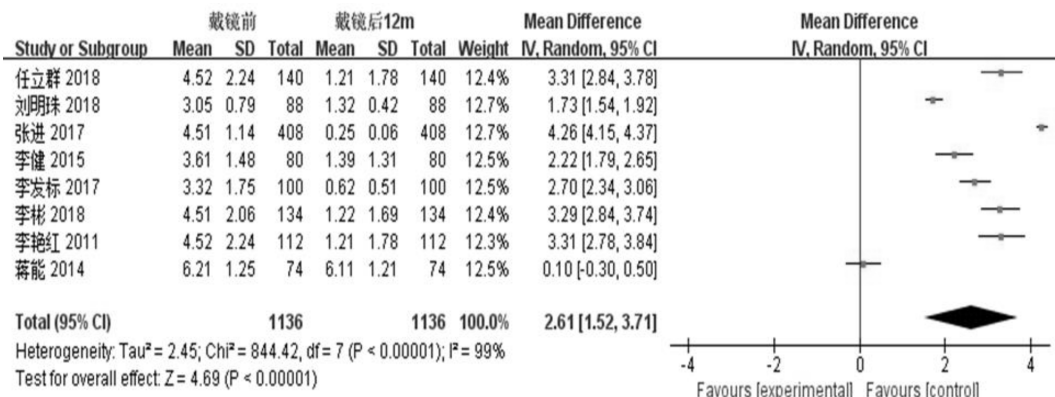 戴镜前 戴镜后12m Mean Difference Mean Difference
Study or Subgroup Mean SD Total Mean SD Total Weight IV, Random, 95% CI IV, Random, 95% CI
任立群 2018 4.52 2.24 140 1.21 1.78 140 12.4% 3.31 [2.84, 3.78]
刘明珠 2018 3.05 0.79 88 1.32 0.42 88 12.7% 1.73 [1.54, 1.92]
张进 2017 4.51 1.14 408 0.25 0.06 408 12.7% 4.26 [4.15, 4.37]
李健 2015 3.61 1.48 80 1.39 1.31 80 12.5% 2.22 [1.79, 2.65]
李发标 2017 3.32 1.75 100 0.62 0.51 100 12.5% 2.70 [2.34, 3.06]
李彬 2018 4.51 2.06 134 1.22 1.69 134 12.4% 3.29 [2.84, 3.74]
李艳红 2011 4.52 2.24 112 1.21 1.78 112 12.3% 3.31 [2.78, 3.84]
蒋能 2014 6.21 1.25 74 6.11 1.21 74 12.5% 0.10 [-0.30, 0.50]
Total (95% CI) 1136 1136 100.0% 2.61 [1.52, 3.71]
Heterogeneity: Tau² = 2.45; Chi² = 844.42, df = 7 (P < 0.00001); I² = 99%
Test for overall effect: Z = 4.69 (P < 0.00001)
-4 -2 0 2 4
Favours [experimental] Favours [control]